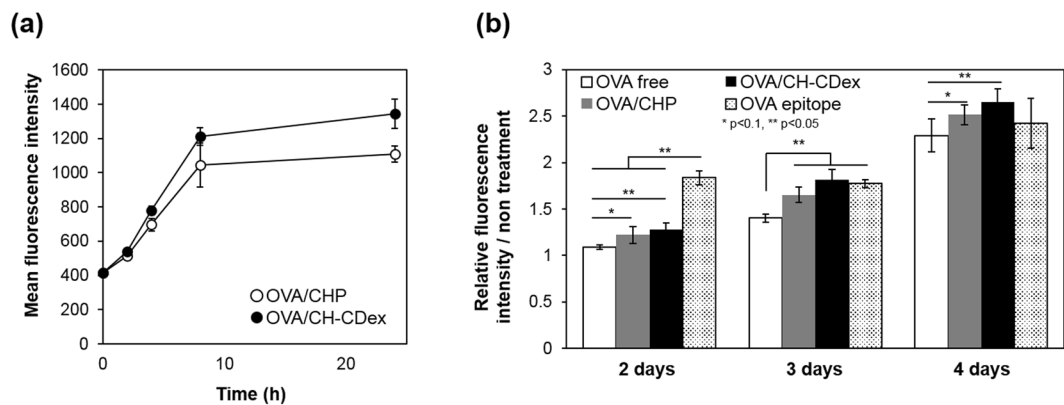 (a)
Mean fluorescence intensity
1600
1400
1200
1000
800
600
400
200
0
0
10
20
Time (h)
OVA/CHP
OVA/CH-CDex
(b)
Relative fluorescence
intensity / non treatment
3
2.5
2
1.5
1
0.5
0
OVA free
OVA/CH-CDex
OVA/CHP
OVA epitope
* p<0.1, ** p<0.05
**
**
*
**
**
*
2 days
3 days
4 days